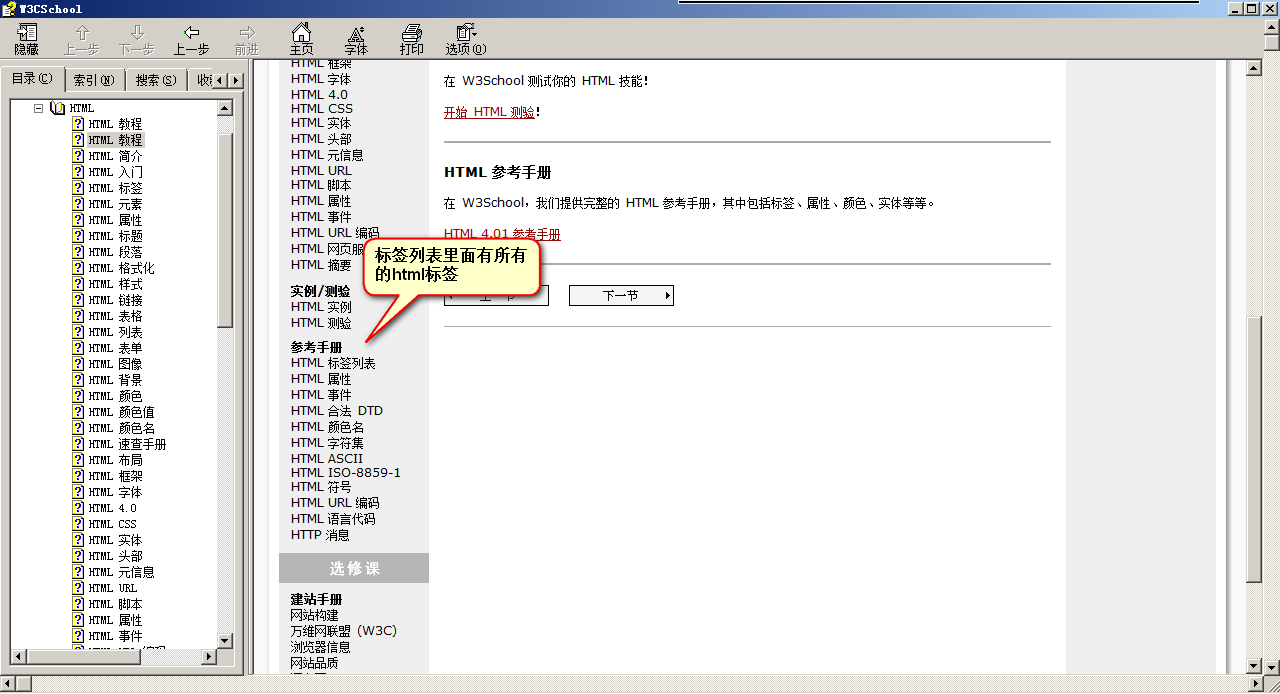 W3CSchool
隐藏 上一步 下一步 上一步 前进 主页 字体 打印 选项(O)
目录(C) 索引(N) 搜索(S) 收
HTML
HTML 教程
HTML 教程
HTML 简介
HTML 入门
HTML 标签
HTML 元素
HTML 属性
HTML 标题
HTML 段落
HTML 格式化
HTML 样式
HTML 链接
HTML 表格
HTML 列表
HTML 表单
HTML 图像
HTML 背景
HTML 颜色
HTML 颜色值
HTML 颜色名
HTML 速查手册
HTML 布局
HTML 框架
HTML 字体
HTML 4.0
HTML CSS
HTML 实体
HTML 头部
HTML 元信息
HTML URL
HTML 脚本
HTML 属性
HTML 事件
HTML 框架
HTML 字体
HTML 4.0
HTML CSS
HTML 实体
HTML 头部
HTML 元信息
HTML URL
HTML 脚本
HTML 属性
HTML 事件
HTML URL 编码
HTML 网页服
HTML 摘要
实例/测验
HTML 实例
HTML 测验
参考手册
HTML 标签列表
HTML 属性
HTML 事件
HTML 合法 DTD
HTML 颜色名
HTML 字符集
HTML ASCII
HTML ISO-8859-1
HTML 符号
HTML URL 编码
HTML 语言代码
HTTP 消息
选修课
建站手册
网站构建
万维网联盟 (W3C)
浏览器信息
网站品质
标签列表里面有所有
的html标签
在 W3School 测试你的 HTML 技能！
开始 HTML 测验！
HTML 参考手册
在 W3School，我们提供完整的 HTML 参考手册，其中包括标签、属性、颜色、实体等等。
HTML 4.01 参考手册
下一节